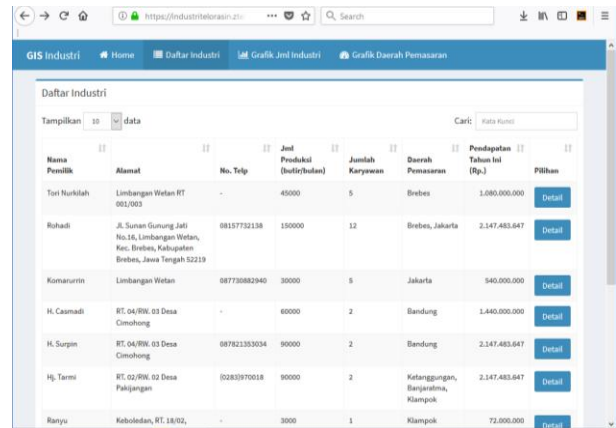 https://industritelorasin.
Search
GIS Industri
Home
Daftar Industri
Grafik Jml Industri
Grafik Daerah Pemasaran
Daftar Industri
Tampilkan 10 data
Cari: Kata Kunci
Nama Pemilik Alamat No. Telp Jml Produksi (butir/bulan) Jumlah Karyawan Daerah Pemasaran Pendapatan Tahun Ini (Rp.) Pilihan
Tori Nurkilah Limbangan Wetan RT 001/003 - 45000 5 Brebes 1.080.000.000 Detail
Rohadi Jl. Sunan Gunung Jati No.16, Limbangan Wetan, Kec. Brebes, Kabupaten Brebes, Jawa Tengah 52219 08157732138 150000 12 Brebes, Jakarta 2.147.483.647 Detail
Komarurrin Limbangan Wetan 087730882940 30000 5 Jakarta 540.000.000 Detail
H. Casmadi RT. 04/RW. 03 Desa Cimohong - 60000 2 Bandung 1.440.000.000 Detail
H. Surpin RT. 04/RW. 03 Desa Cimohong 087821353034 90000 2 Bandung 2.147.483.647 Detail
Hj. Tarmi RT. 02/RW. 02 Desa Pakijangan (0283)970018 90000 2 Ketanggungan, Banjaratma, Klampok 2.147.483.647 Detail
Ranyu Keboledan, RT. 18/02, - 3000 1 Klampok 72.000.000 Detail